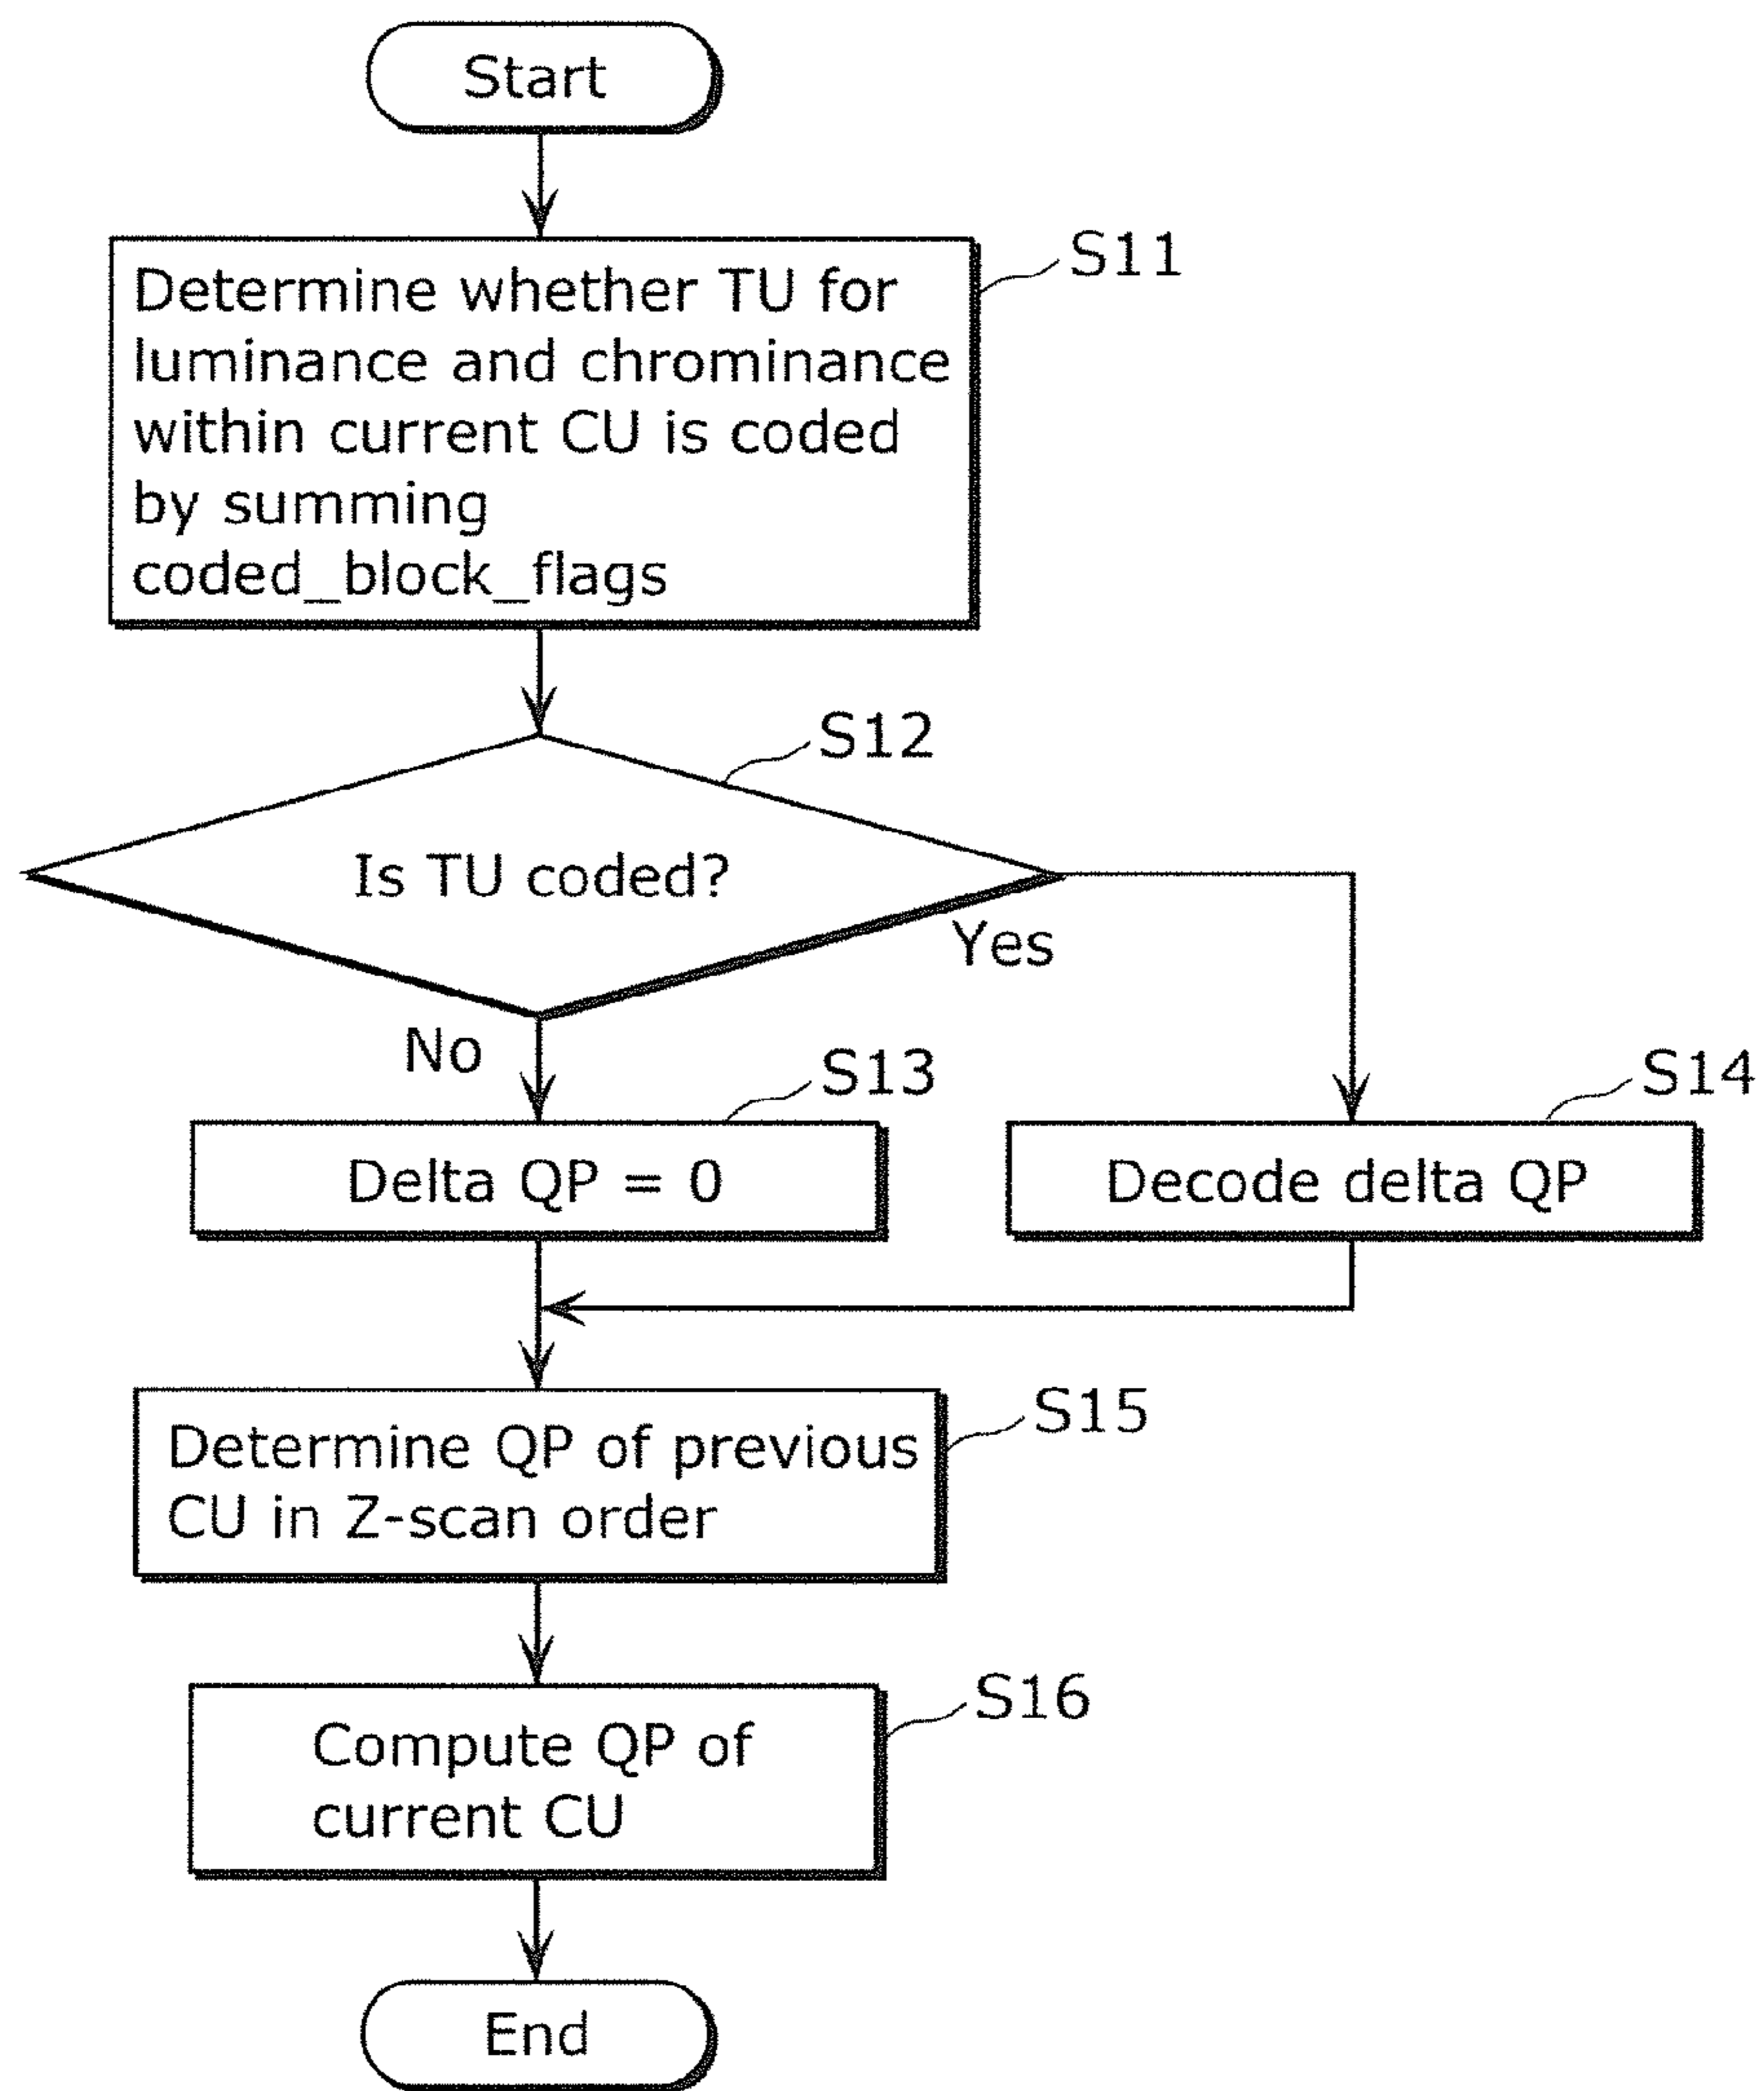 Start
S11
Determine whether TU for
luminance and chrominance
within current CU is coded
by summing
coded_block_flags
S12
Is TU coded?
Yes
No
S13
S14
Delta QP = 0
Decode delta QP
S15
Determine QP of previous
CU in Z-scan order
S16
Compute QP of
current CU
End